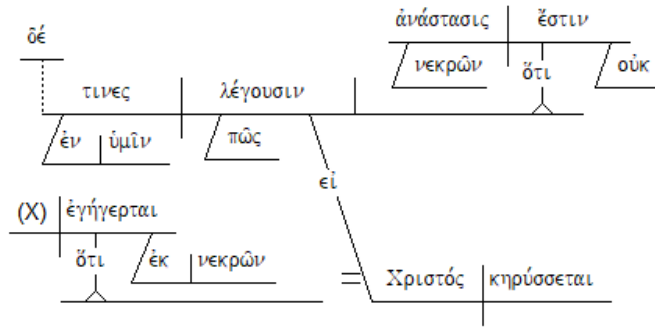 ἀνάστασις ἔστιν
δέ
νεκρῶν ὅτι οὐκ
τινες λέγουσιν
ἐν ὑμῖν πῶς
εἰ
(X) ἐγήγερται
ὅτι ἐκ νεκρῶν
Χριστός κηρύσσεται